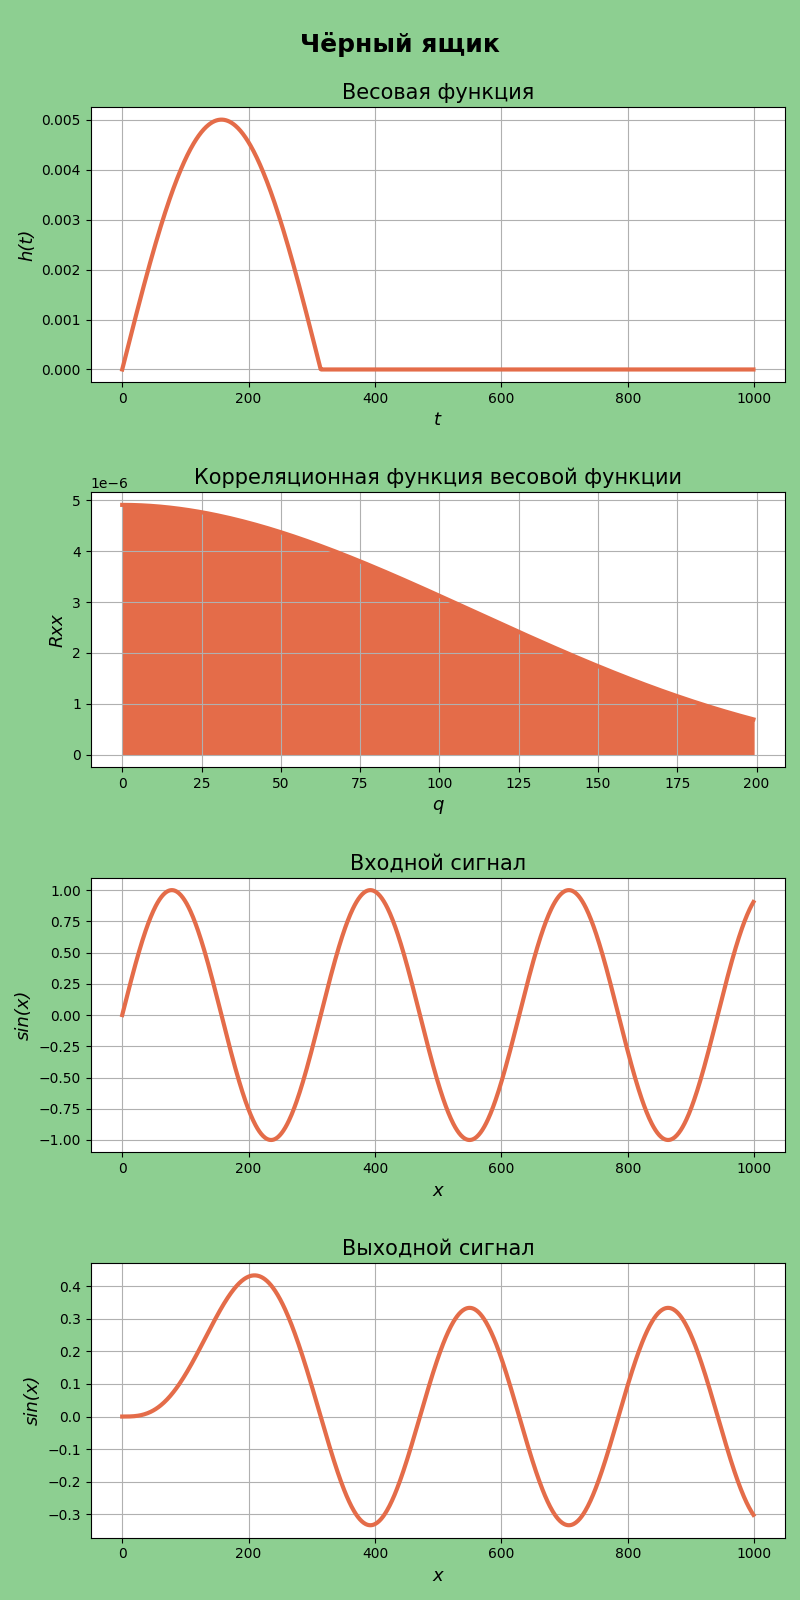 Чёрный ящик
Весовая функция
0.005
0.004
0.003
0.002
0.001
0.000
h(t)
0 200 400 600 800 1000
t
Корреляционная функция весовой функции
1e−6
5
4
3
2
1
0
Rxx
0 25 50 75 100 125 150 175 200
q
Входной сигнал
1.00
0.75
0.50
0.25
0.00
−0.25
−0.50
−0.75
−1.00
sin(x)
0 200 400 600 800 1000
x
Выходной сигнал
0.4
0.3
0.2
0.1
0.0
−0.1
−0.2
−0.3
sin(x)
0 200 400 600 800 1000
x